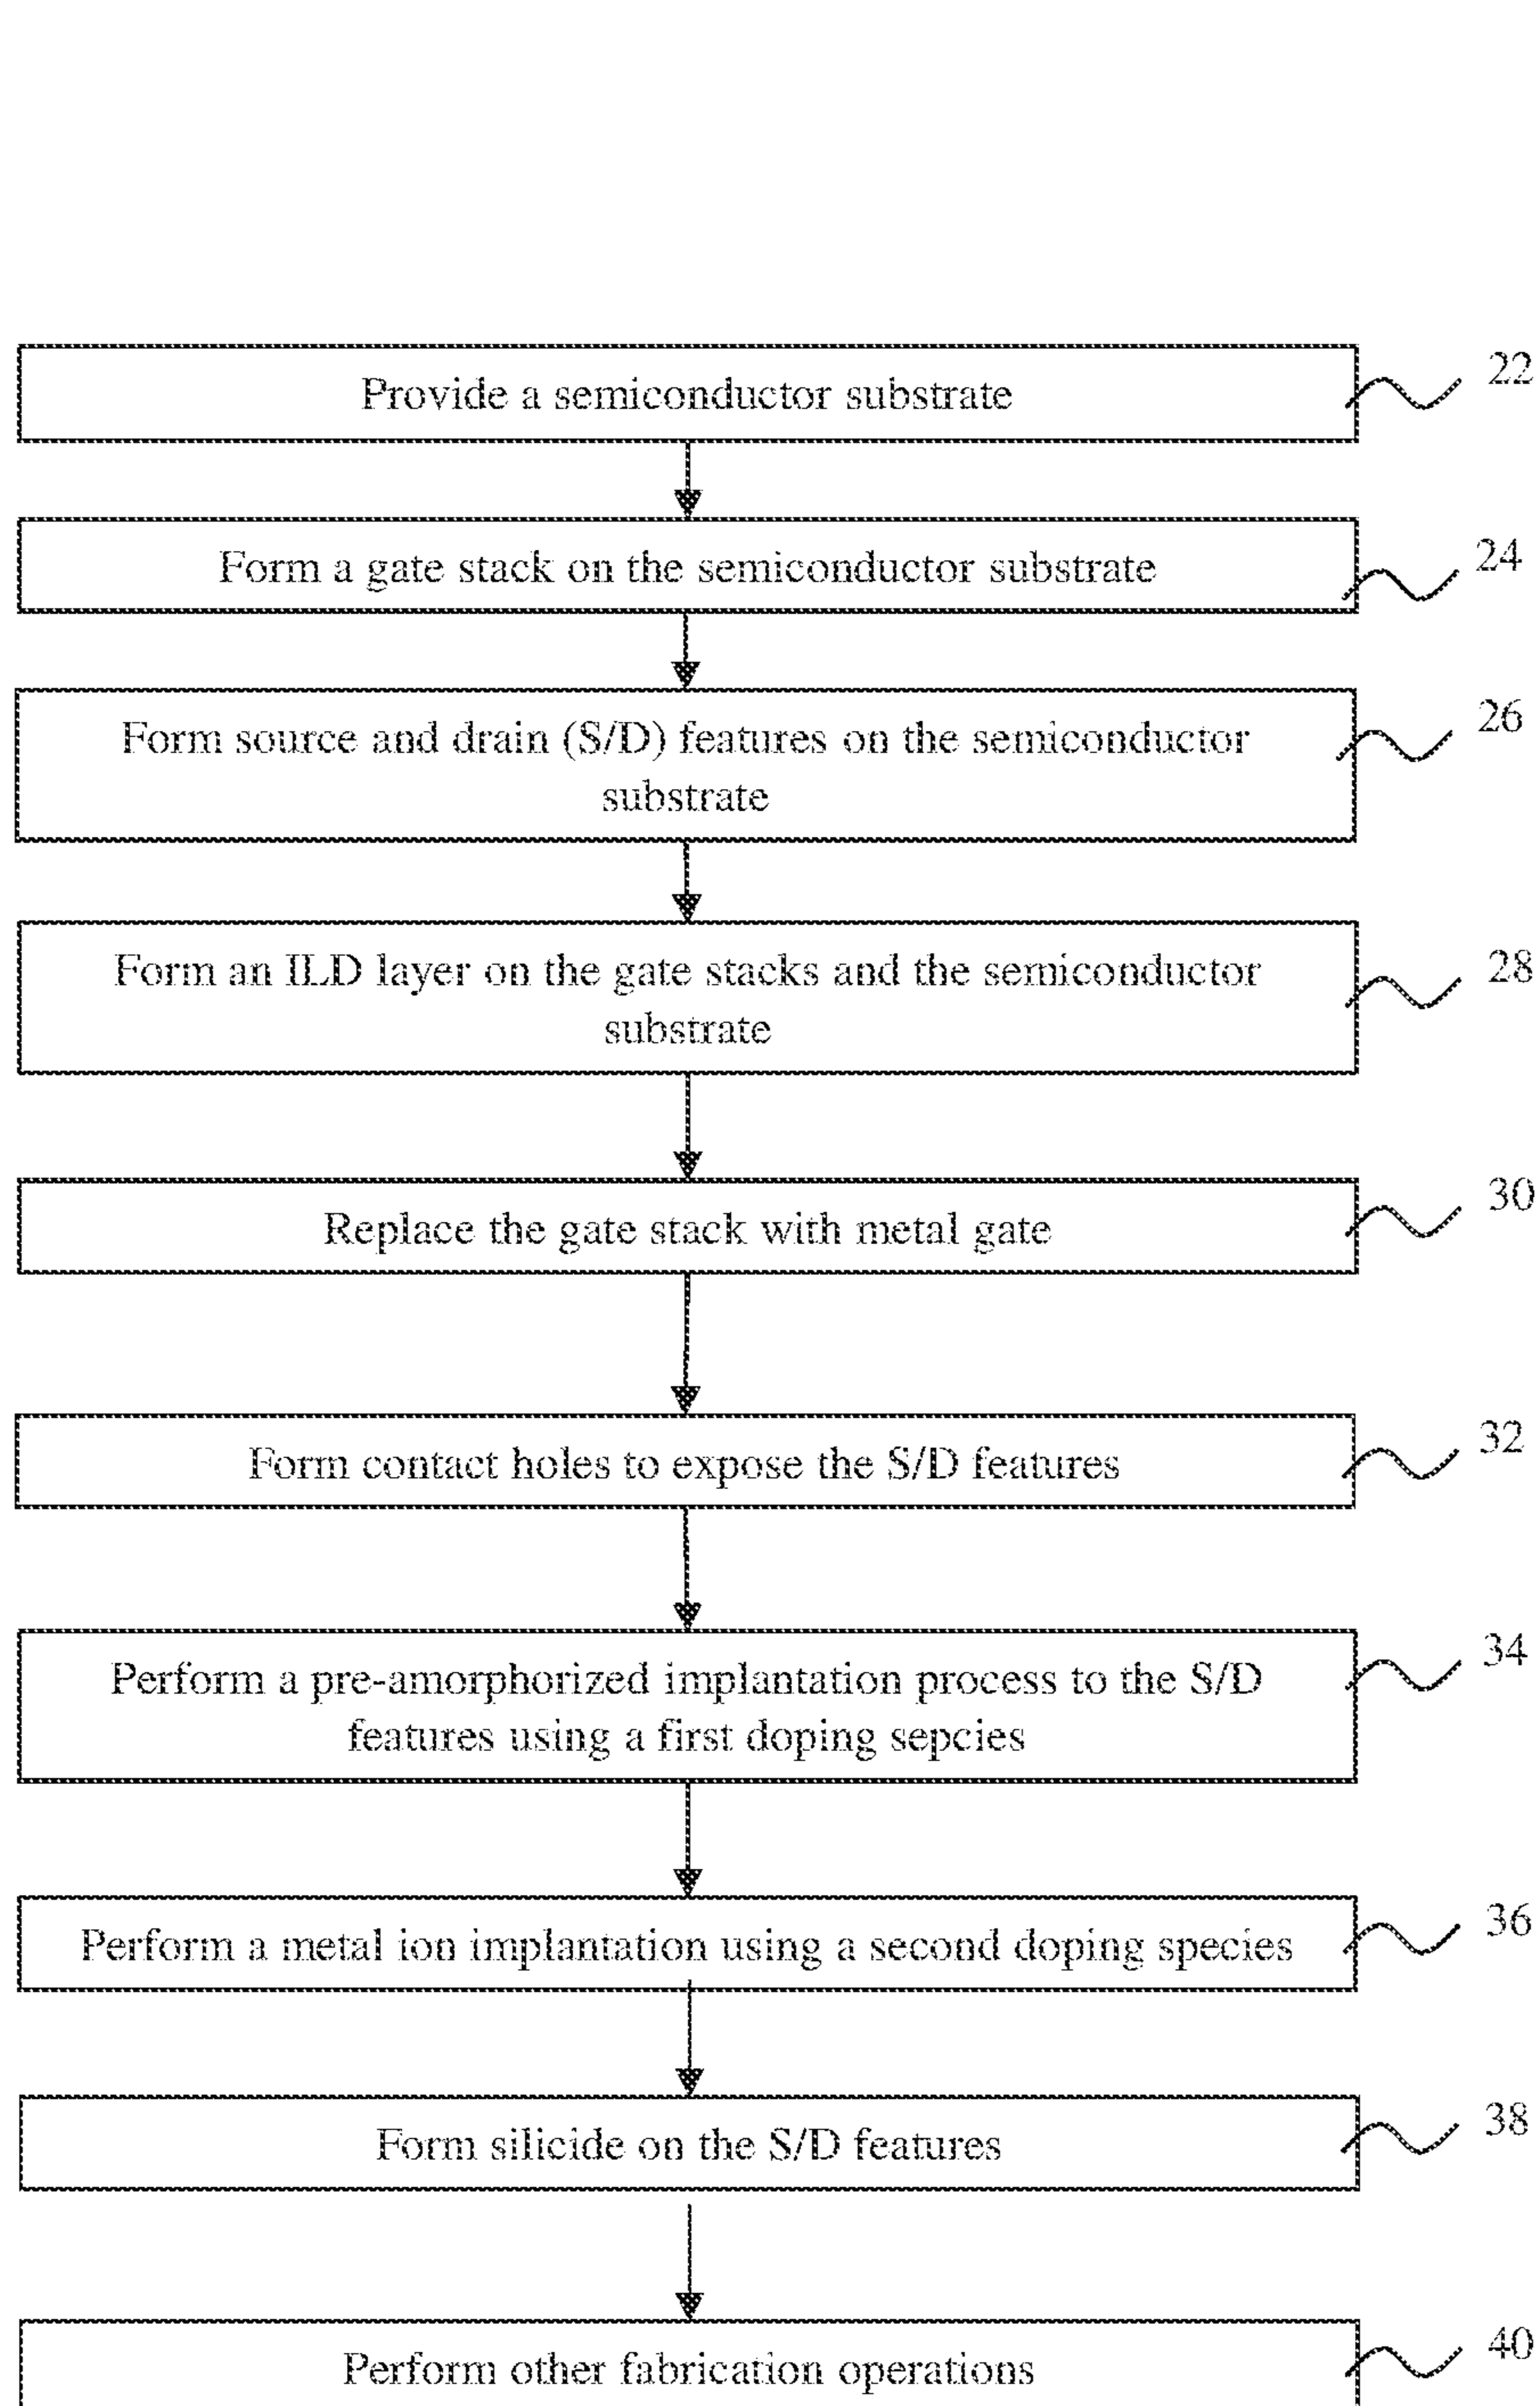 Provide a semiconductor substrate
22
Form a gate stack on the semiconductor substrate
24
Form source and drain (S/D) features on the semiconductor
substrate
26
Form an ILD layer on the gate stacks and the semiconductor
substrate
28
Replace the gate stack with metal gate
30
Form contact holes to expose the S/D features
32
Perform a pre-amorphorized implantation process to the S/D
features using a first doping sepcies
34
Perform a metal ion implantation using a second doping species
36
Form silicide on the S/D features
38
Perform other fabrication operations
40